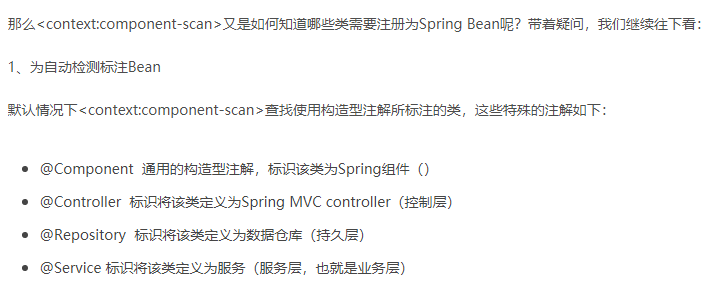 那么<context:component-scan>又是如何知道哪些类需要注册为Spring Bean呢？带着疑问，我们继续往下看：
1、为自动检测标注Bean
默认情况下<context:component-scan>查找使用构造型注解所标注的类，这些特殊的注解如下：
@Component 通用的构造型注解，标识该类为Spring组件（）
@Controller 标识将该类定义为Spring MVC controller（控制层）
@Repository 标识将该类定义为数据仓库（持久层）
@Service 标识将该类定义为服务（服务层，也就是业务层）